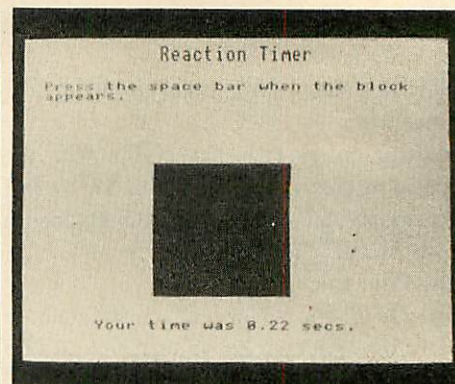 Reaction Timer
Press the space bar when the block
appears.
Your time was 0.22 secs.